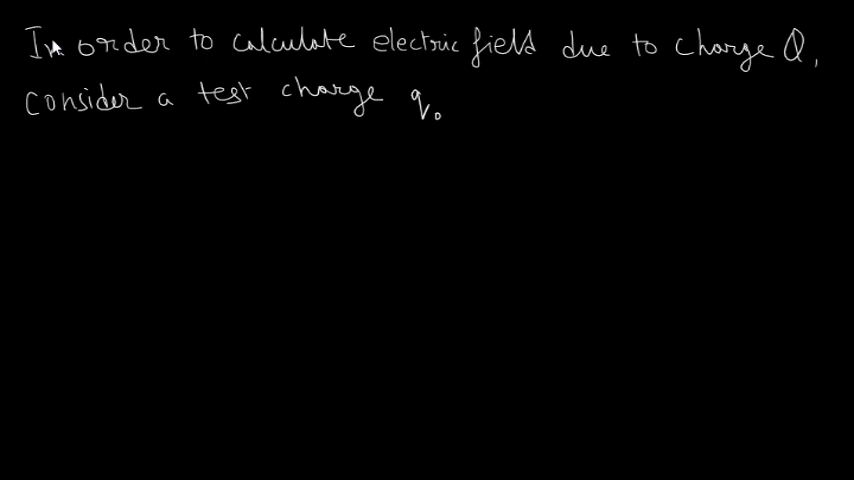 In order to calculate electric field due to charge Q,
consider a test charge q₀